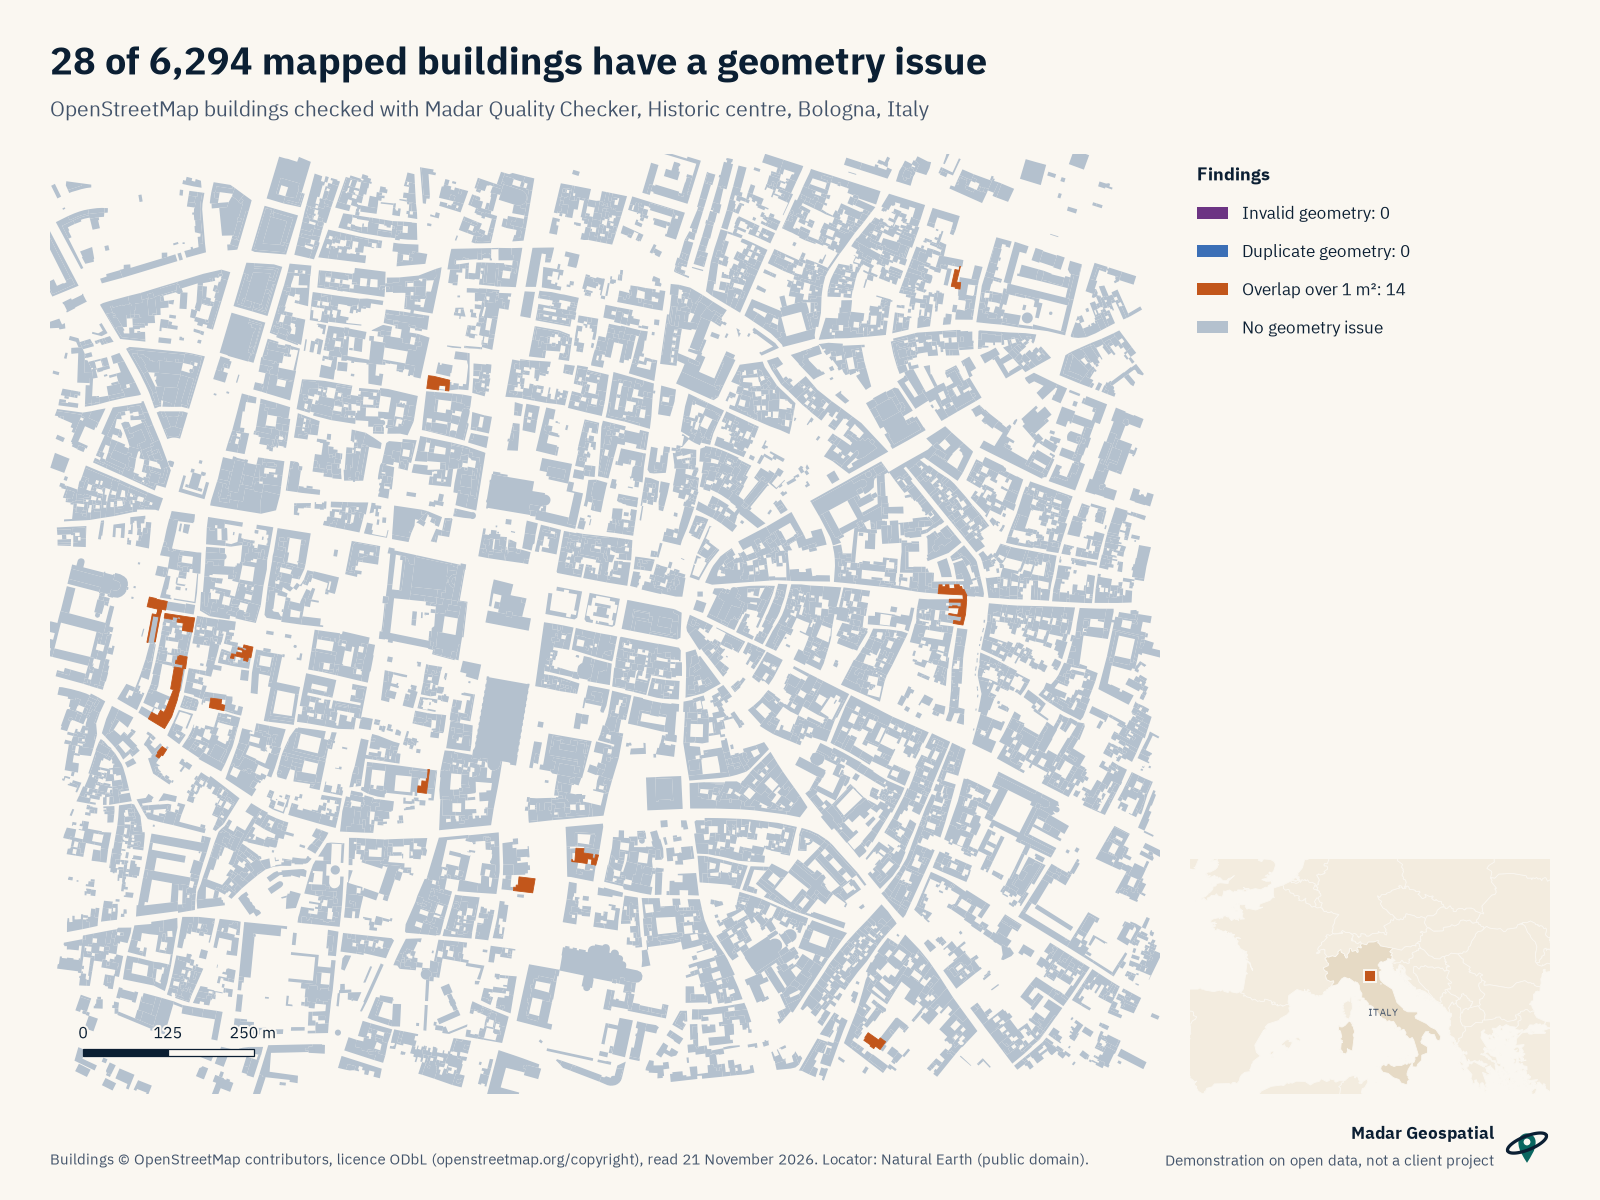 28 of 6,294 mapped buildings have a geometry issue
OpenStreetMap buildings checked with Madar Quality Checker, Historic centre, Bologna, Italy
Findings
Invalid geometry: 0
Duplicate geometry: 0
Overlap over 1 m²: 14
No geometry issue
0 125 250 m
ITALY
Madar Geospatial
Buildings © OpenStreetMap contributors, licence ODbL (openstreetmap.org/copyright), read 21 November 2026. Locator: Natural Earth (public domain).
Demonstration on open data, not a client project